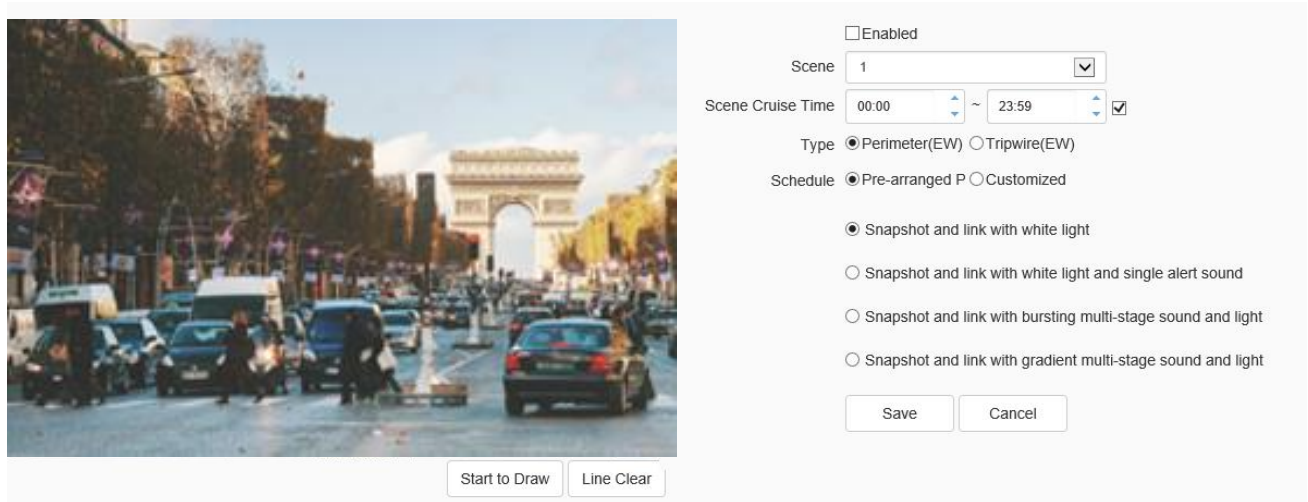 Enabled
Scene 1
Scene Cruise Time 00:00 ~ 23:59
Type Perimeter(EW) Tripwire(EW)
Schedule Pre-arranged P Customized
Snapshot and link with white light
Snapshot and link with white light and single alert sound
Snapshot and link with bursting multi-stage sound and light
Snapshot and link with gradient multi-stage sound and light
Save Cancel
Start to Draw Line Clear